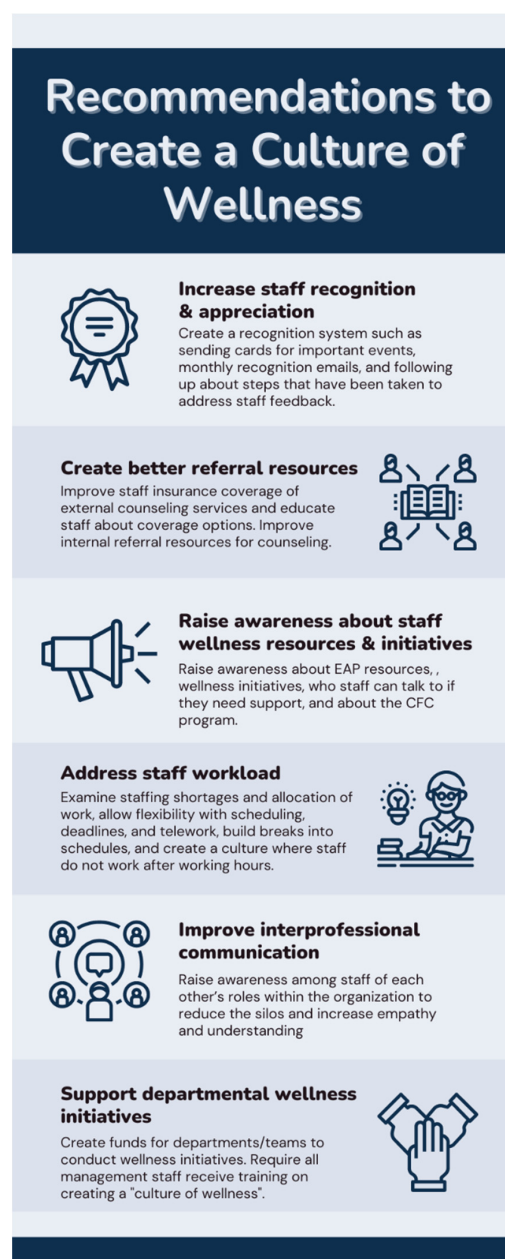 Recommendations to
Create a Culture of
Wellness
Increase staff recognition
& appreciation
Create a recognition system such as
sending cards for important events,
monthly recognition emails, and following
up about steps that have been taken to
address staff feedback.
Create better referral resources
Improve staff insurance coverage of
external counseling services and educate
staff about coverage options. Improve
internal referral resources for counseling.
Raise awareness about staff
wellness resources & initiatives
Raise awareness about EAP resources, ,
wellness initiatives, who staff can talk to if
they need support, and about the CFC
program.
Address staff workload
Examine staffing shortages and allocation of
work, allow flexibility with scheduling,
deadlines, and telework, build breaks into
schedules, and create a culture where staff
do not work after working hours.
Improve interprofessional
communication
Raise awareness among staff of each
other's roles within the organization to
reduce the silos and increase empathy
and understanding
Support departmental wellness
initiatives
Create funds for departments/teams to
conduct wellness initiatives. Require all
management staff receive training on
creating a "culture of wellness".